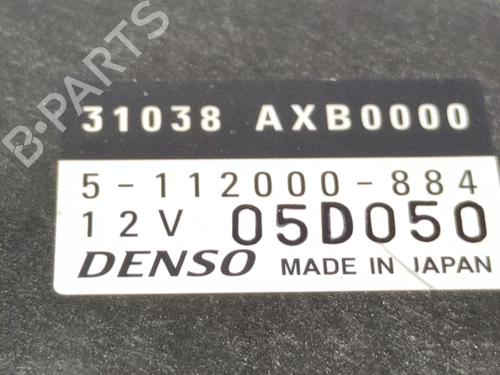 B-PARTS
31038 AXB0000
5-112000-884
12V 05D050
DENSO MADE IN JAPAN